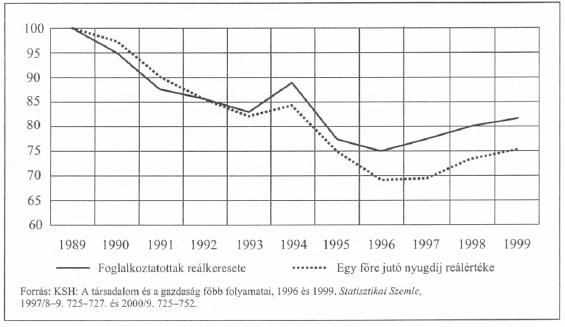 100
95
90
85
80
75
70
65
60
1989 1990 1991 1992 1993 1994 1995 1996 1997 1998 1999
Foglalkoztatottak reálkeresete Egy főre jutó nyugdíj reálértéke
Forrás: KSH: A társadalom és a gazdaság főbb folyamatai, 1996 és 1999. Statisztikai Szemle,
1997/8–9. 725–727. és 2000/9. 725–752.